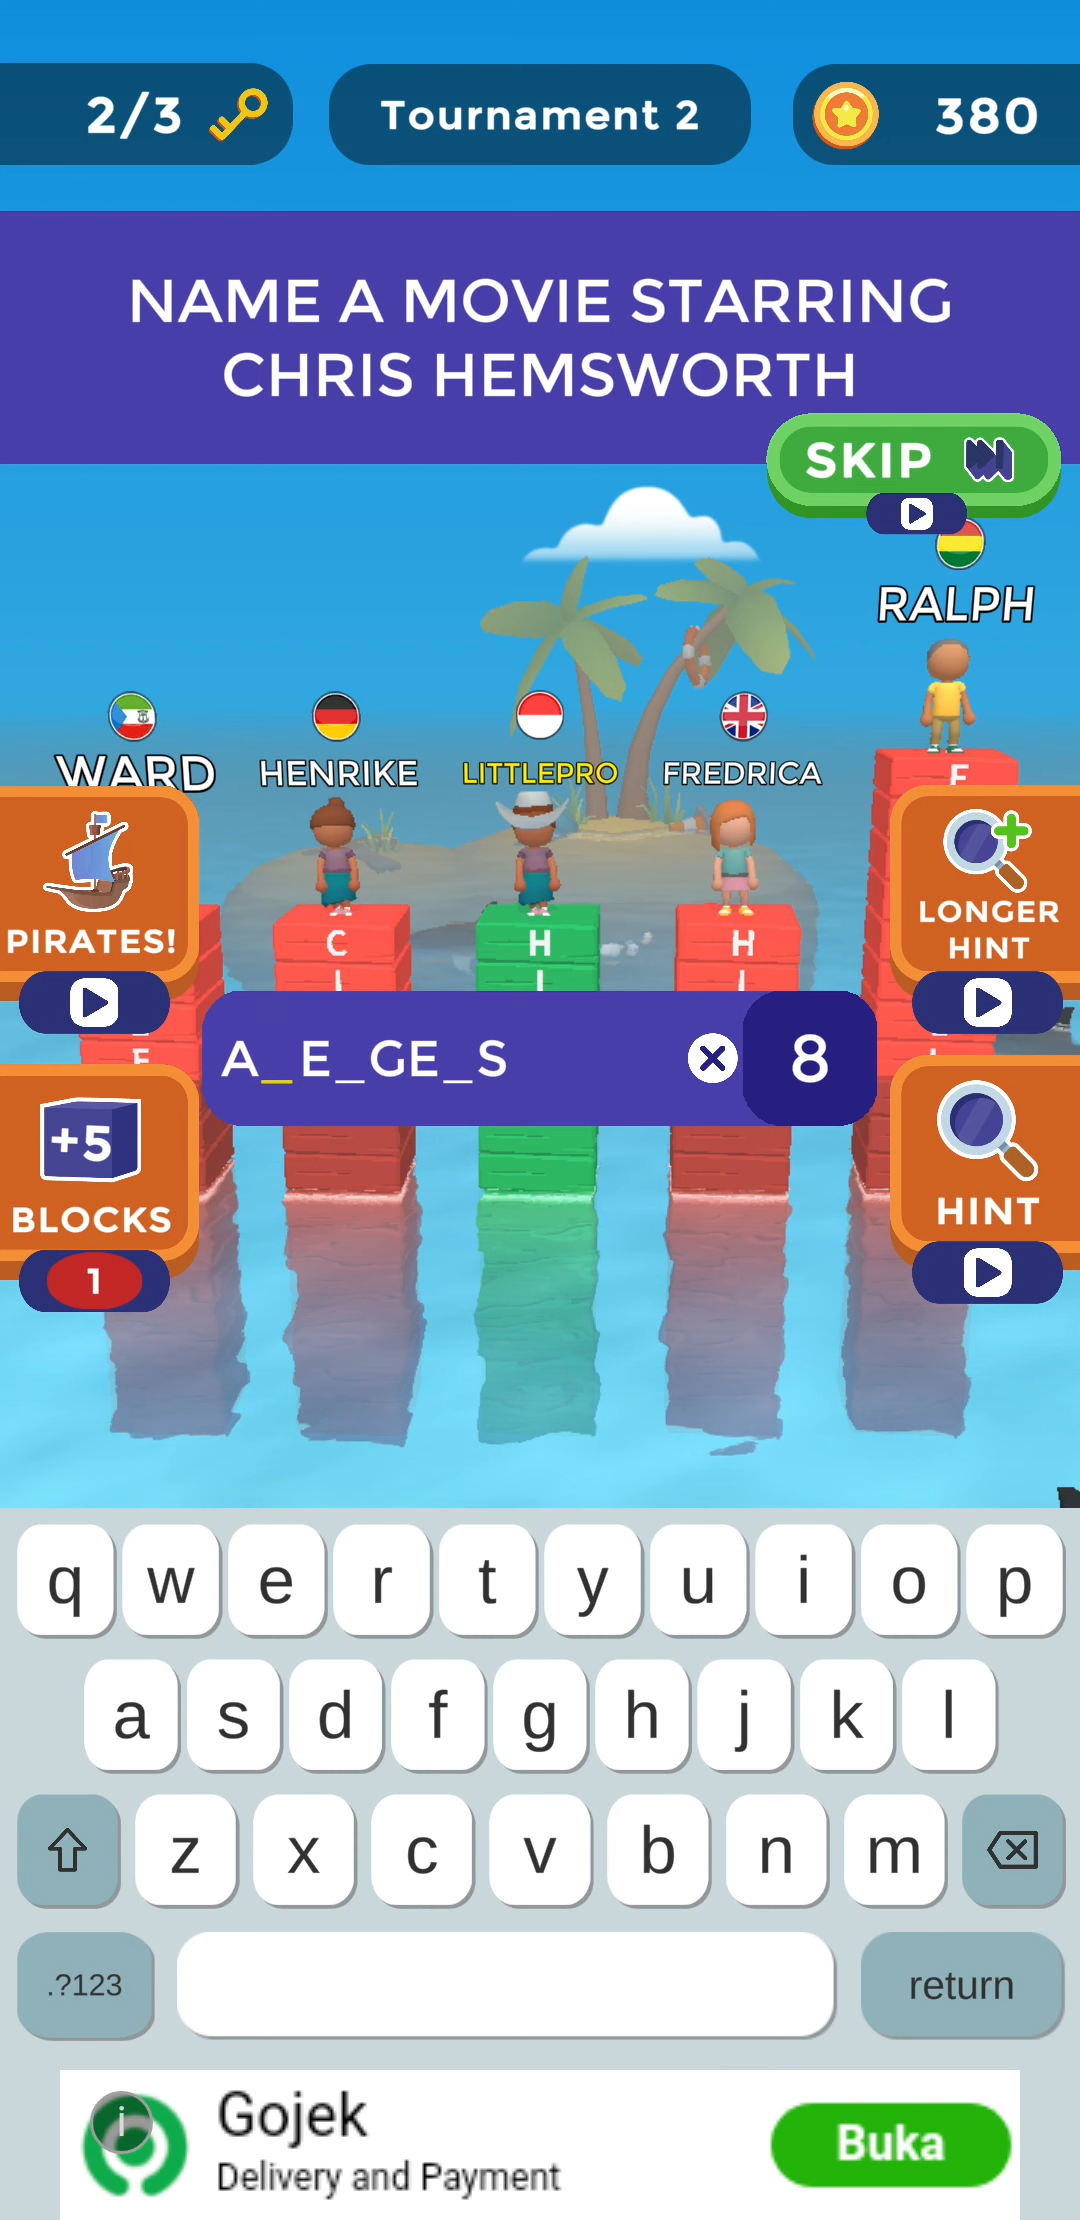 2/3
Tournament 2
380
NAME A MOVIE STARRING
CHRIS HEMSWORTH
SKIP
RALPH
WARD
HENRIKE
LITTLEPRO
FREDRICA
PIRATES!
C
H
H
LONGER
HINT
A_E_GE_S
8
+5
BLOCKS
1
HINT
q w e r t y u i o p
a s d f g h j k l
z x c v b n m
.?123
return
Gojek
Delivery and Payment
Buka